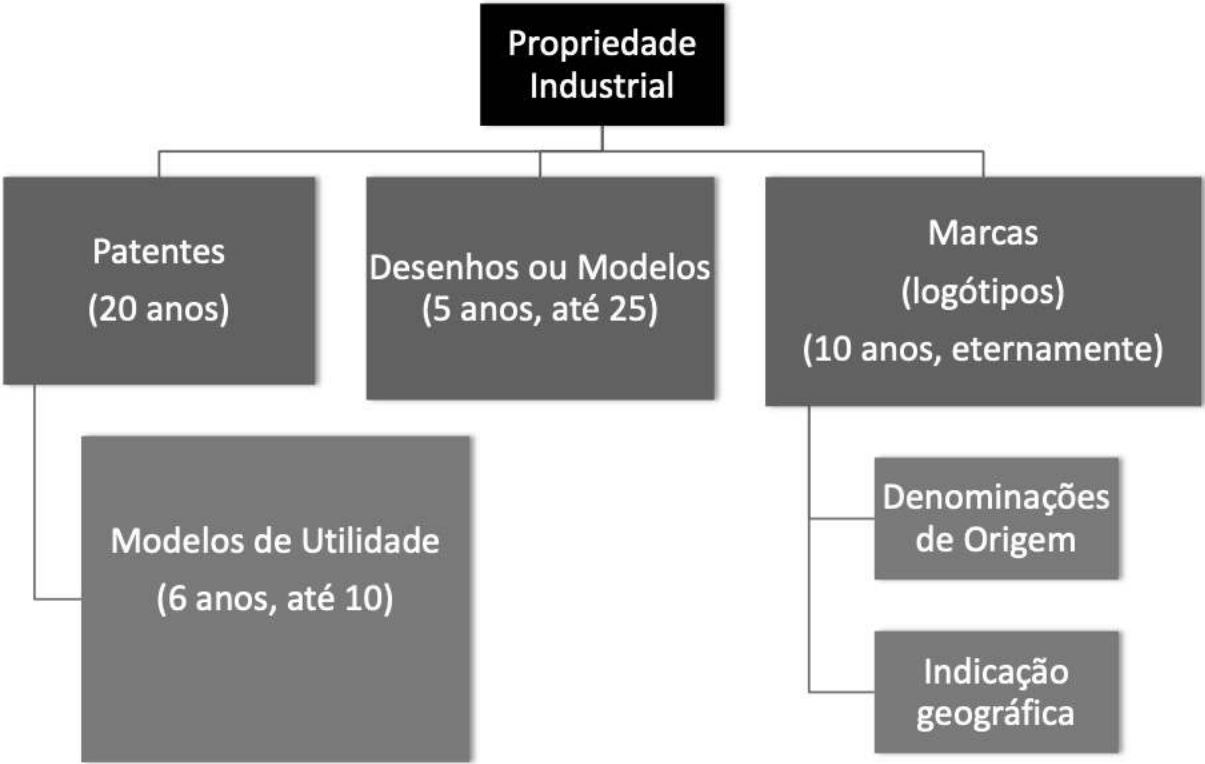 Propriedade
Industrial
Patentes
(20 anos)
Desenhos ou Modelos
(5 anos, até 25)
Marcas
(logótipos)
(10 anos, eternamente)
Modelos de Utilidade
(6 anos, até 10)
Denominações
de Origem
Indicação
geográfica